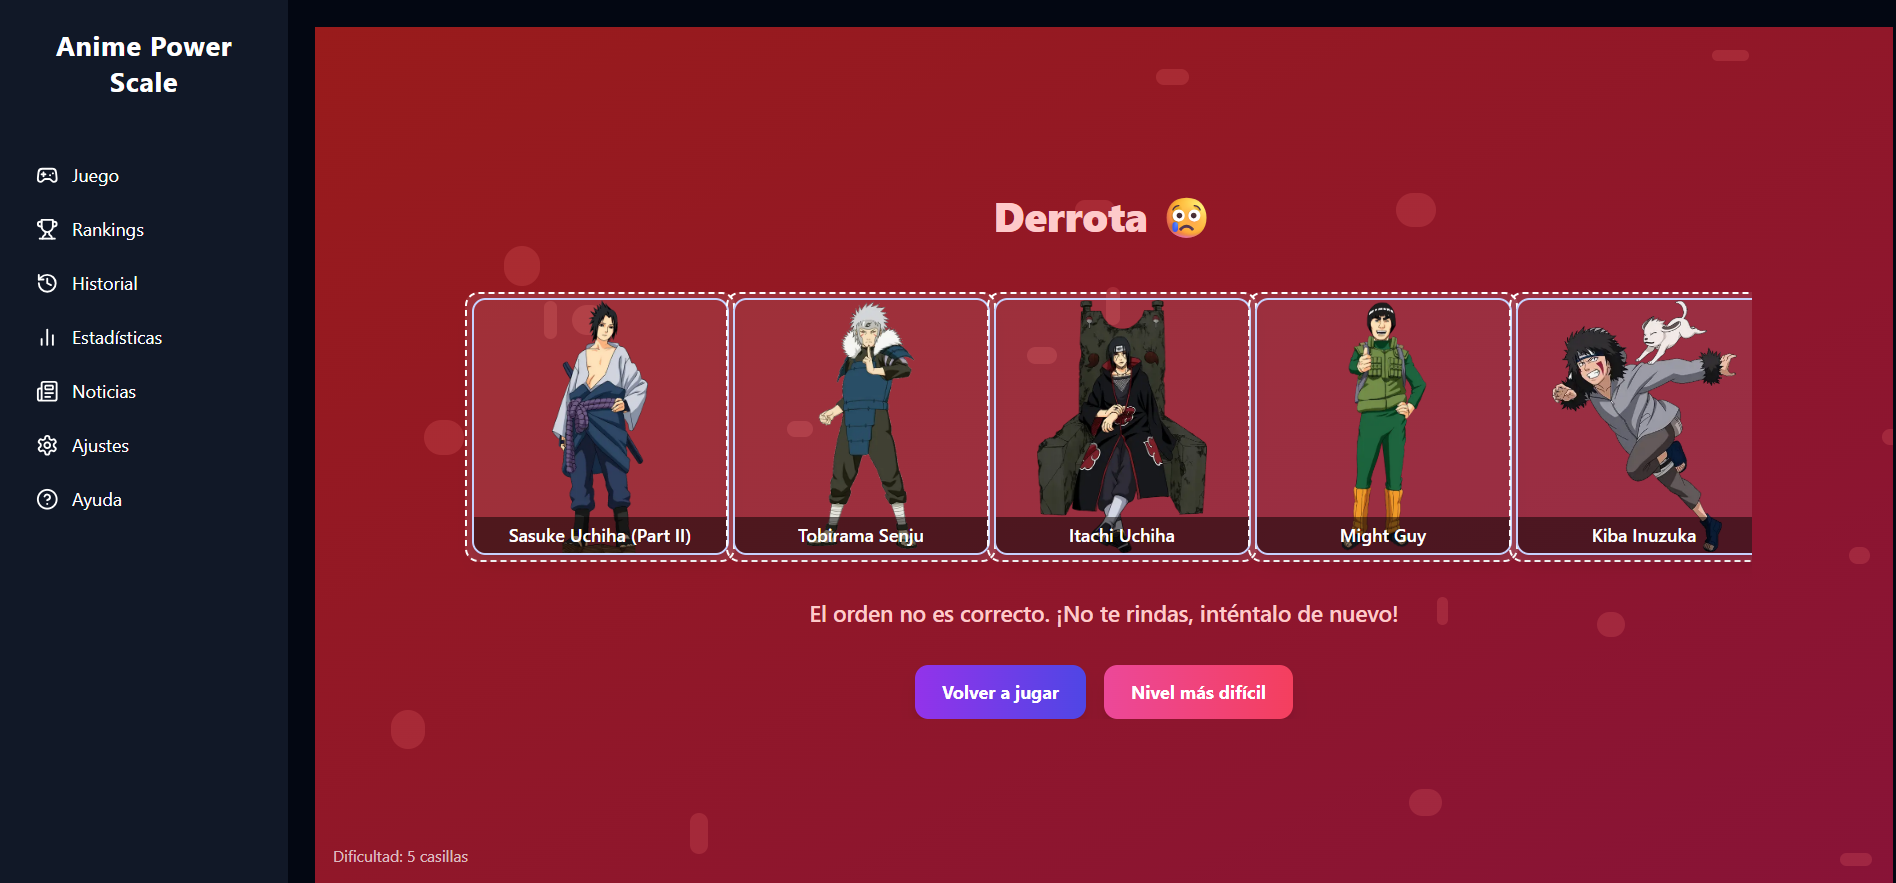 Anime Power
Scale
Juego
Rankings
Historial
Estadísticas
Noticias
Ajustes
Ayuda
Derrota 😢
Sasuke Uchiha (Part II)
Tobirama Senju
Itachi Uchiha
Might Guy
Kiba Inuzuka
El orden no es correcto. ¡No te rindas, inténtalo de nuevo!
Volver a jugar
Nivel más difícil
Dificultad: 5 casillas